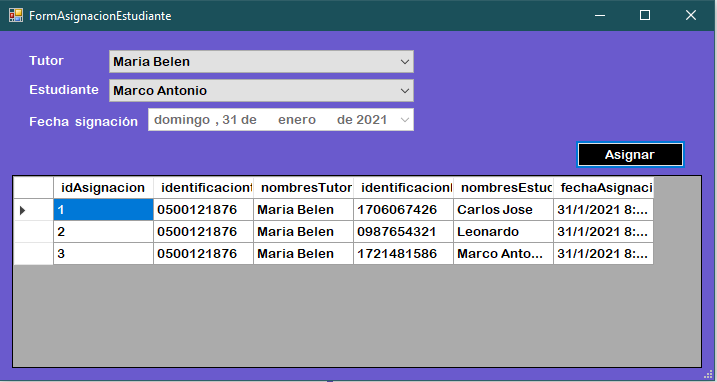 FormAsignacionEstudiante
Tutor Maria Belen
Estudiante Marco Antonio
Fecha signación domingo , 31 de enero de 2021
Asignar
idAsignacion identificaciont nombresTutor identificacionl nombresEstud fechaAsignaci
1 0500121876 Maria Belen 1706067426 Carlos Jose 31/1/2021 8:...
2 0500121876 Maria Belen 0987654321 Leonardo 31/1/2021 8:...
3 0500121876 Maria Belen 1721481586 Marco Anto... 31/1/2021 8:...